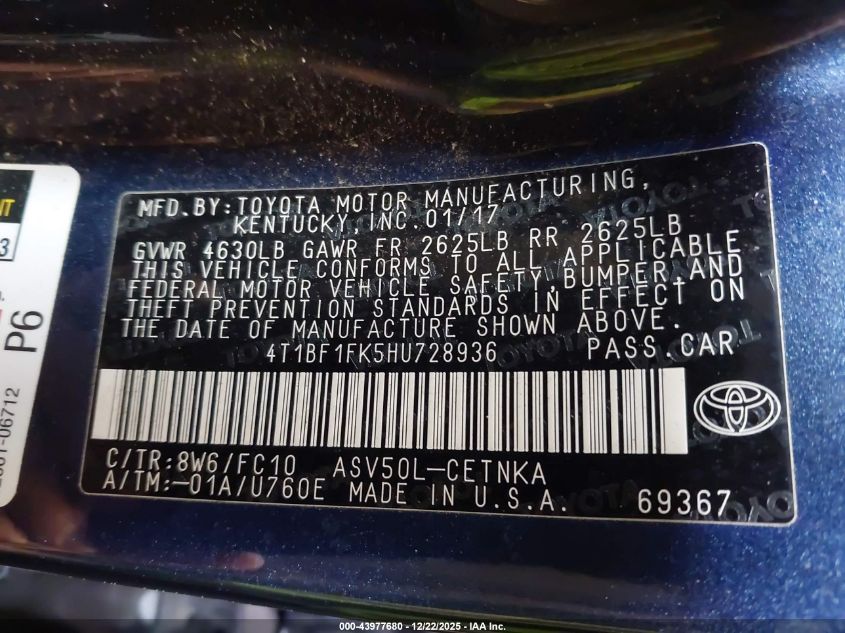 MFD.BY:TOYOTA MOTOR MANUFACTURING,
KENTUCKY,INC. 01/17
GVWR 4630LB GAWR FR 2625LB RR 2625LB
THIS VEHICLE CONFORMS TO ALL APPLICABLE
FEDERAL MOTOR VEHICLE SAFETY,BUMPER AND
THEFT PREVENTION STANDARDS IN EFFECT ON
THE DATE OF MANUFACTURE SHOWN ABOVE.
4T1BF1FK5HU728936 PASS.CAR
C/TR:8W6/FC10 ASV50L-CETNKA
A/TM:-01A/U760E MADE IN U.S.A. 69367
P6
000-43977680 - 12/22/2025 - IAA Inc.